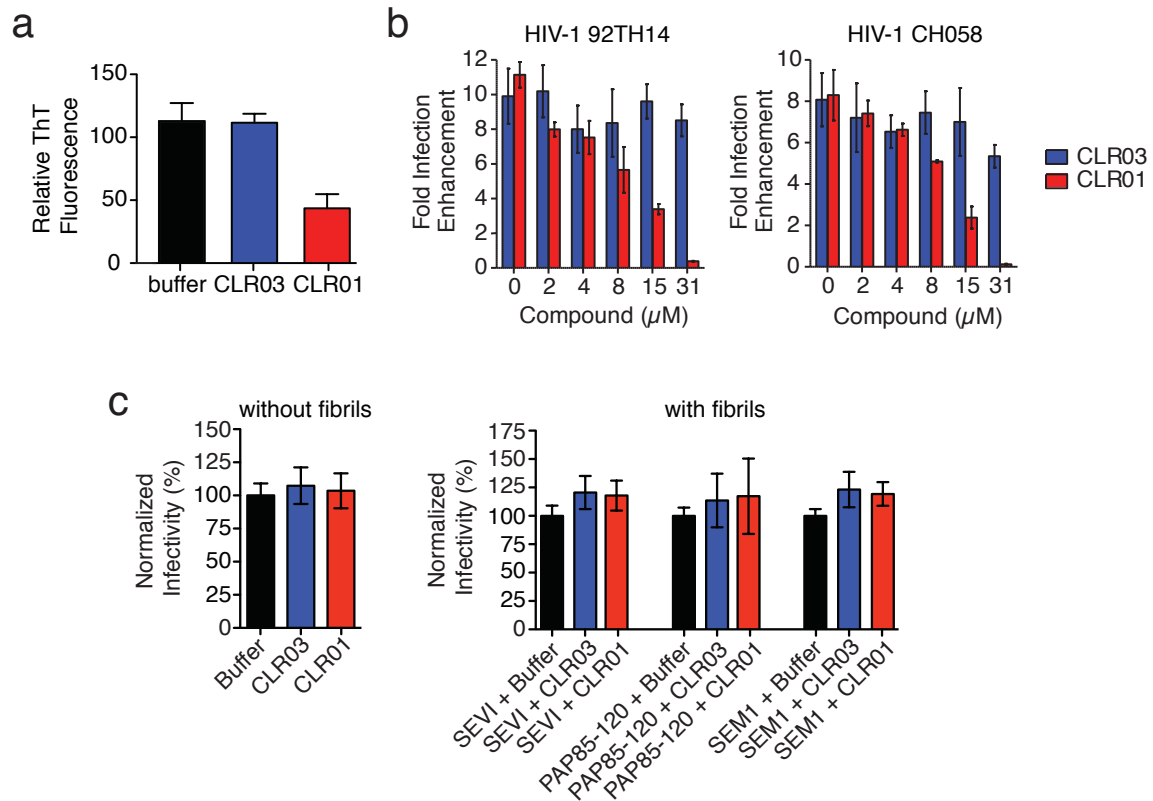 a
150
100
50
0
Relative ThT
Fluorescence
buffer CLR03 CLR01
b
HIV-1 92TH14
12
10
8
6
4
2
0
Fold Infection
Enhancement
0 2 4 8 15 31
Compound (µM)
HIV-1 CH058
10
8
6
4
2
0
Fold Infection
Enhancement
0 2 4 8 15 31
Compound (µM)
CLR03
CLR01
c
without fibrils
150
125
100
75
50
25
0
Normalized
Infectivity (%)
Buffer
CLR03
CLR01
with fibrils
175
150
125
100
75
50
25
0
Normalized
Infectivity (%)
SEVI + Buffer
SEVI + CLR03
SEVI + CLR01
PAP85-120 + Buffer
PAP85-120 + CLR03
PAP85-120 + CLR01
SEM1 + Buffer
SEM1 + CLR03
SEM1 + CLR01